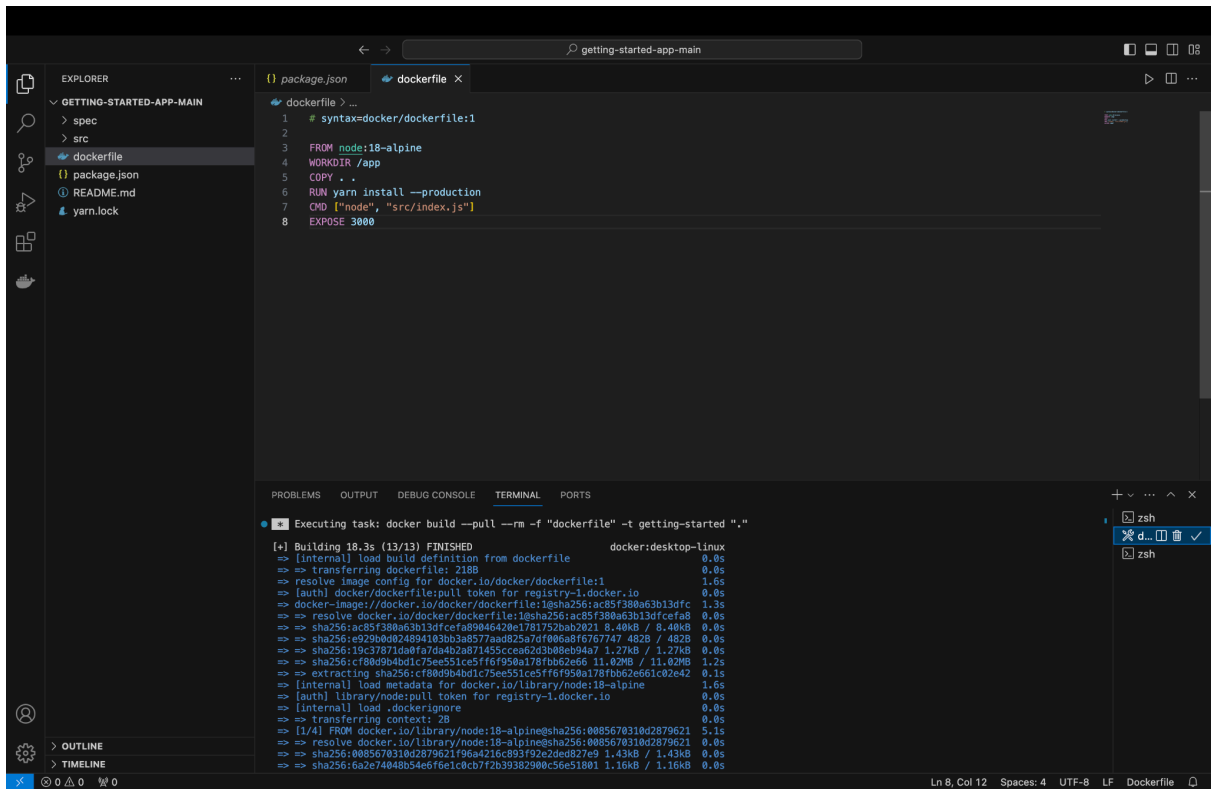 getting-started-app-main
EXPLORER
GETTING-STARTED-APP-MAIN
spec
src
dockerfile
{} package.json
README.md
yarn.lock
OUTLINE
TIMELINE
{} package.json
dockerfile
dockerfile > ...
1 # syntax=docker/dockerfile:1
2
3 FROM node:18-alpine
4 WORKDIR /app
5 COPY . .
6 RUN yarn install --production
7 CMD ["node", "src/index.js"]
8 EXPOSE 3000
PROBLEMS OUTPUT DEBUG CONSOLE TERMINAL PORTS
* Executing task: docker build --pull --rm -f "dockerfile" -t getting-started "."
[+] Building 18.3s (13/13) FINISHED docker:desktop-linux
=> [internal] load build definition from dockerfile 0.0s
=> => transferring dockerfile: 218B 0.0s
=> resolve image config for docker.io/docker/dockerfile:1 1.6s
=> [auth] docker/dockerfile:pull token for registry-1.docker.io 0.0s
=> docker-image://docker.io/docker/dockerfile:1@sha256:ac85f380a63b13dfc 1.3s
=> => resolve docker.io/docker/dockerfile:1@sha256:ac85f380a63b13dfcefa8 0.0s
=> => sha256:ac85f380a63b13dfcefa89046420e1781752bab2021 8.40kB / 8.40kB 0.0s
=> => sha256:e929b0d024894103bb3a8577aad825a7df006a8f6767747 482B / 482B 0.0s
=> => sha256:19c37871da0fa7da4b2a871455ccea62d3b08eb94a7 1.27kB / 1.27kB 0.0s
=> => sha256:cf80d9b4bd1c75ee551ce5ff6f950a178fbb62e66 11.02MB / 11.02MB 1.2s
=> => extracting sha256:cf80d9b4bd1c75ee551ce5ff6f950a178fbb62e661c02e42 0.1s
=> [internal] load metadata for docker.io/library/node:18-alpine 1.6s
=> [auth] library/node:pull token for registry-1.docker.io 0.0s
=> [internal] load .dockerignore 0.0s
=> => transferring context: 2B 0.0s
=> [1/4] FROM docker.io/library/node:18-alpine@sha256:0085670310d2879621 5.1s
=> => resolve docker.io/library/node:18-alpine@sha256:0085670310d2879621 0.0s
=> => sha256:0085670310d2879621f96a4216c893f92e2ded827e9 1.43kB / 1.43kB 0.0s
=> => sha256:6a2e74048b54e6f6e1c0cb7f2b39382900c56e51801 1.16kB / 1.16kB 0.0s
zsh
d...
zsh
0 0 0
Ln 8, Col 12 Spaces: 4 UTF-8 LF Dockerfile